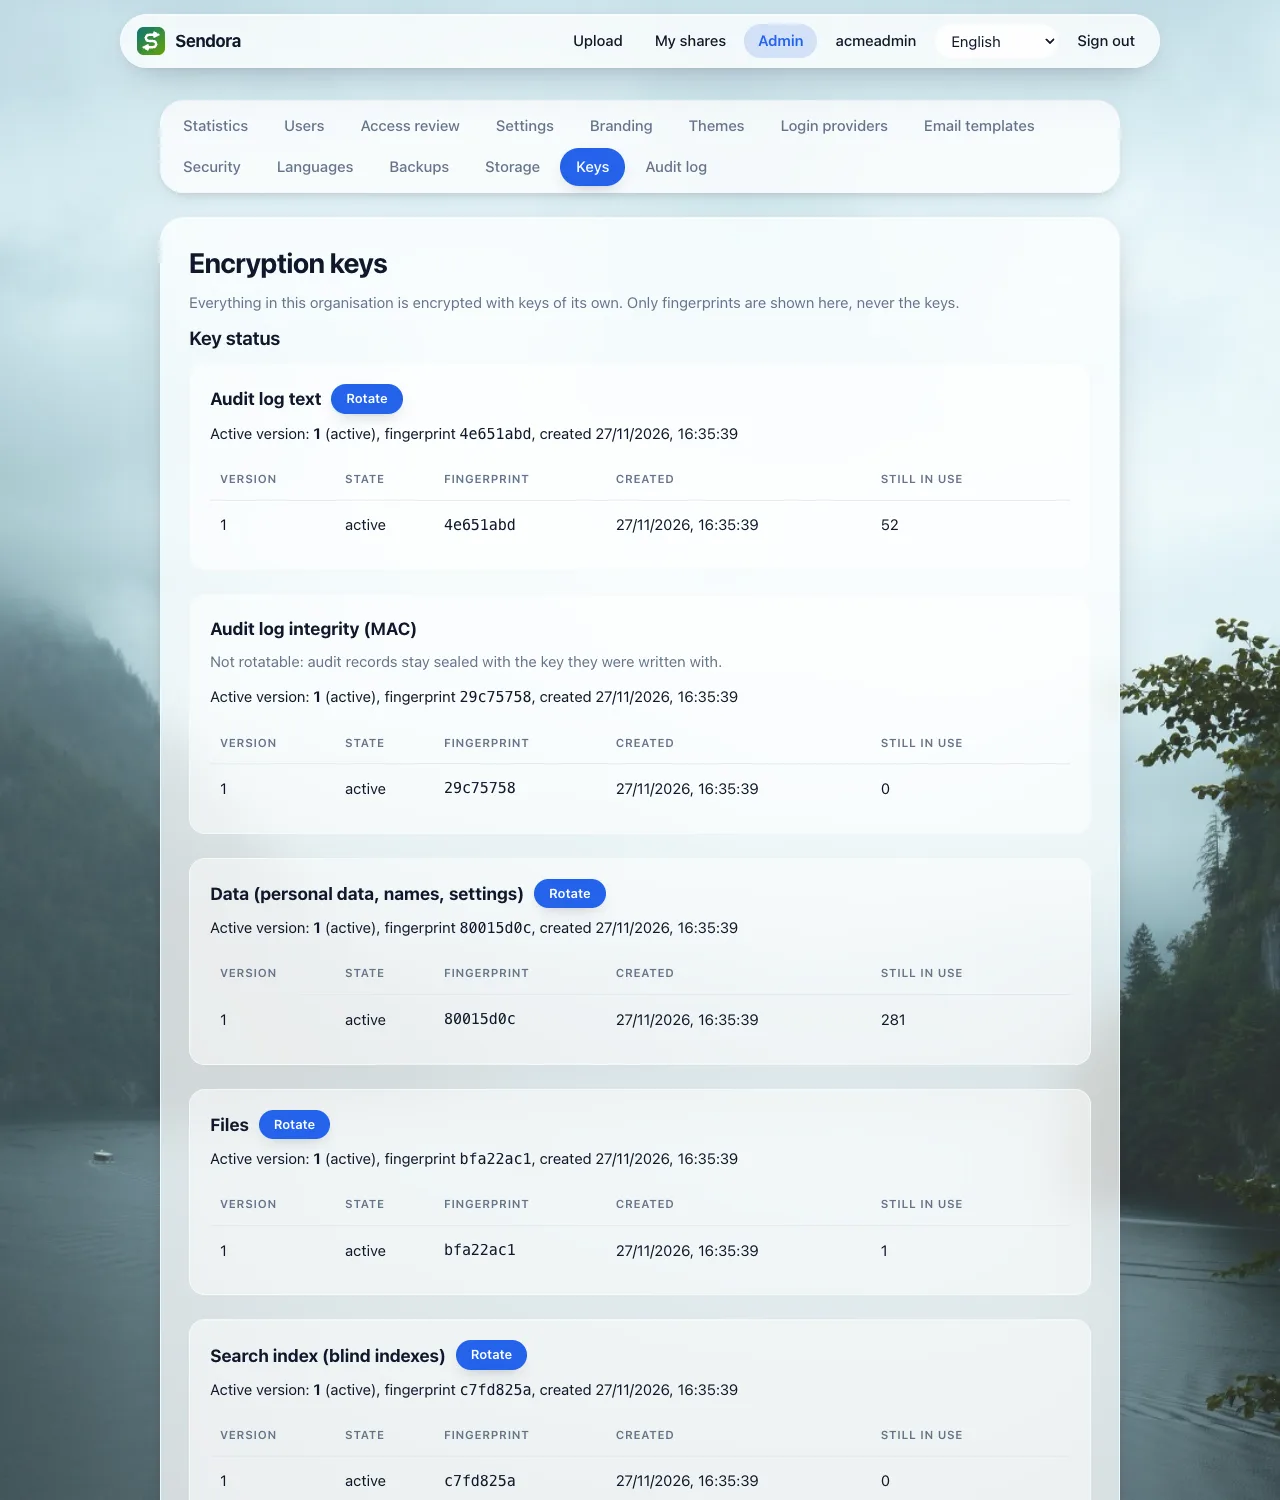 Sendora
Upload
My shares
Admin
acmeadmin
English
Sign out
Statistics
Users
Access review
Settings
Branding
Themes
Login providers
Email templates
Security
Languages
Backups
Storage
Keys
Audit log
Encryption keys
Everything in this organisation is encrypted with keys of its own. Only fingerprints are shown here, never the keys.
Key status
Audit log text Rotate
Active version: 1 (active), fingerprint 4e651abd, created 27/11/2026, 16:35:39
VERSION STATE FINGERPRINT CREATED STILL IN USE
1 active 4e651abd 27/11/2026, 16:35:39 52
Audit log integrity (MAC)
Not rotatable: audit records stay sealed with the key they were written with.
Active version: 1 (active), fingerprint 29c75758, created 27/11/2026, 16:35:39
VERSION STATE FINGERPRINT CREATED STILL IN USE
1 active 29c75758 27/11/2026, 16:35:39 0
Data (personal data, names, settings) Rotate
Active version: 1 (active), fingerprint 80015d0c, created 27/11/2026, 16:35:39
VERSION STATE FINGERPRINT CREATED STILL IN USE
1 active 80015d0c 27/11/2026, 16:35:39 281
Files Rotate
Active version: 1 (active), fingerprint bfa22ac1, created 27/11/2026, 16:35:39
VERSION STATE FINGERPRINT CREATED STILL IN USE
1 active bfa22ac1 27/11/2026, 16:35:39 1
Search index (blind indexes) Rotate
Active version: 1 (active), fingerprint c7fd825a, created 27/11/2026, 16:35:39
VERSION STATE FINGERPRINT CREATED STILL IN USE
1 active c7fd825a 27/11/2026, 16:35:39 0